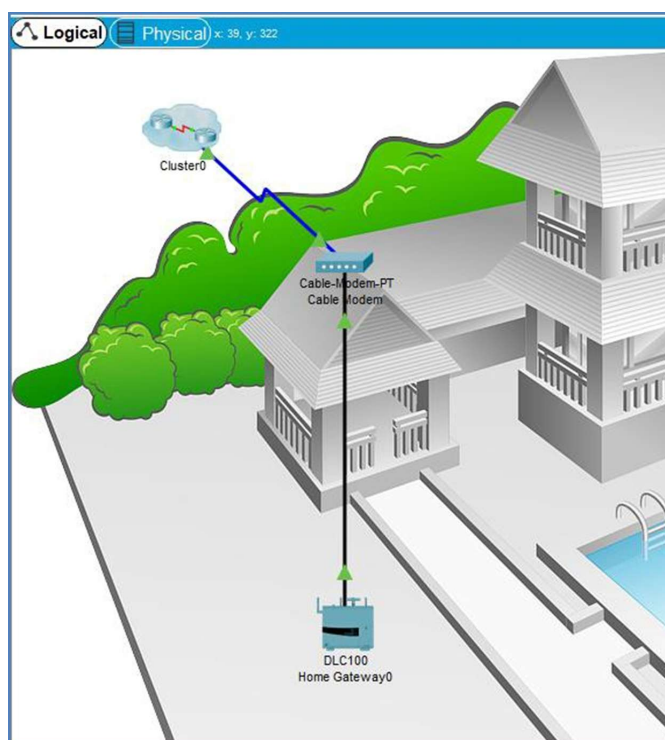 Logical Physical x: 39, y: 322
Cluster0
Cable-Modem-PT
Cable Modem
DLC100
Home Gateway0